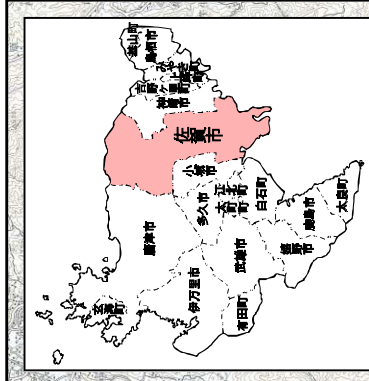 基山町
鳥栖市
みやき町
上峰町
吉野ヶ里町
神埼市
佐賀市
小城市
多久市
江北町
大町町
白石町
唐津市
玄海町
伊万里市
武雄市
有田町
嬉野市
鹿島市
太良町